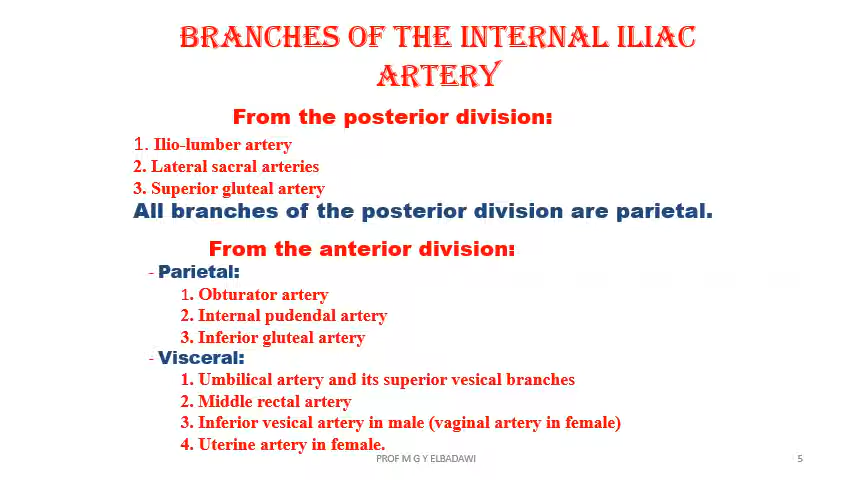 BRANCHES OF THE INTERNAL ILIAC
ARTERY
From the posterior division:
1. Ilio-lumber artery
2. Lateral sacral arteries
3. Superior gluteal artery
All branches of the posterior division are parietal.
From the anterior division:
- Parietal:
1. Obturator artery
2. Internal pudendal artery
3. Inferior gluteal artery
- Visceral:
1. Umbilical artery and its superior vesical branches
2. Middle rectal artery
3. Inferior vesical artery in male (vaginal artery in female)
4. Uterine artery in female.
PROF M G Y ELBADAWI 5